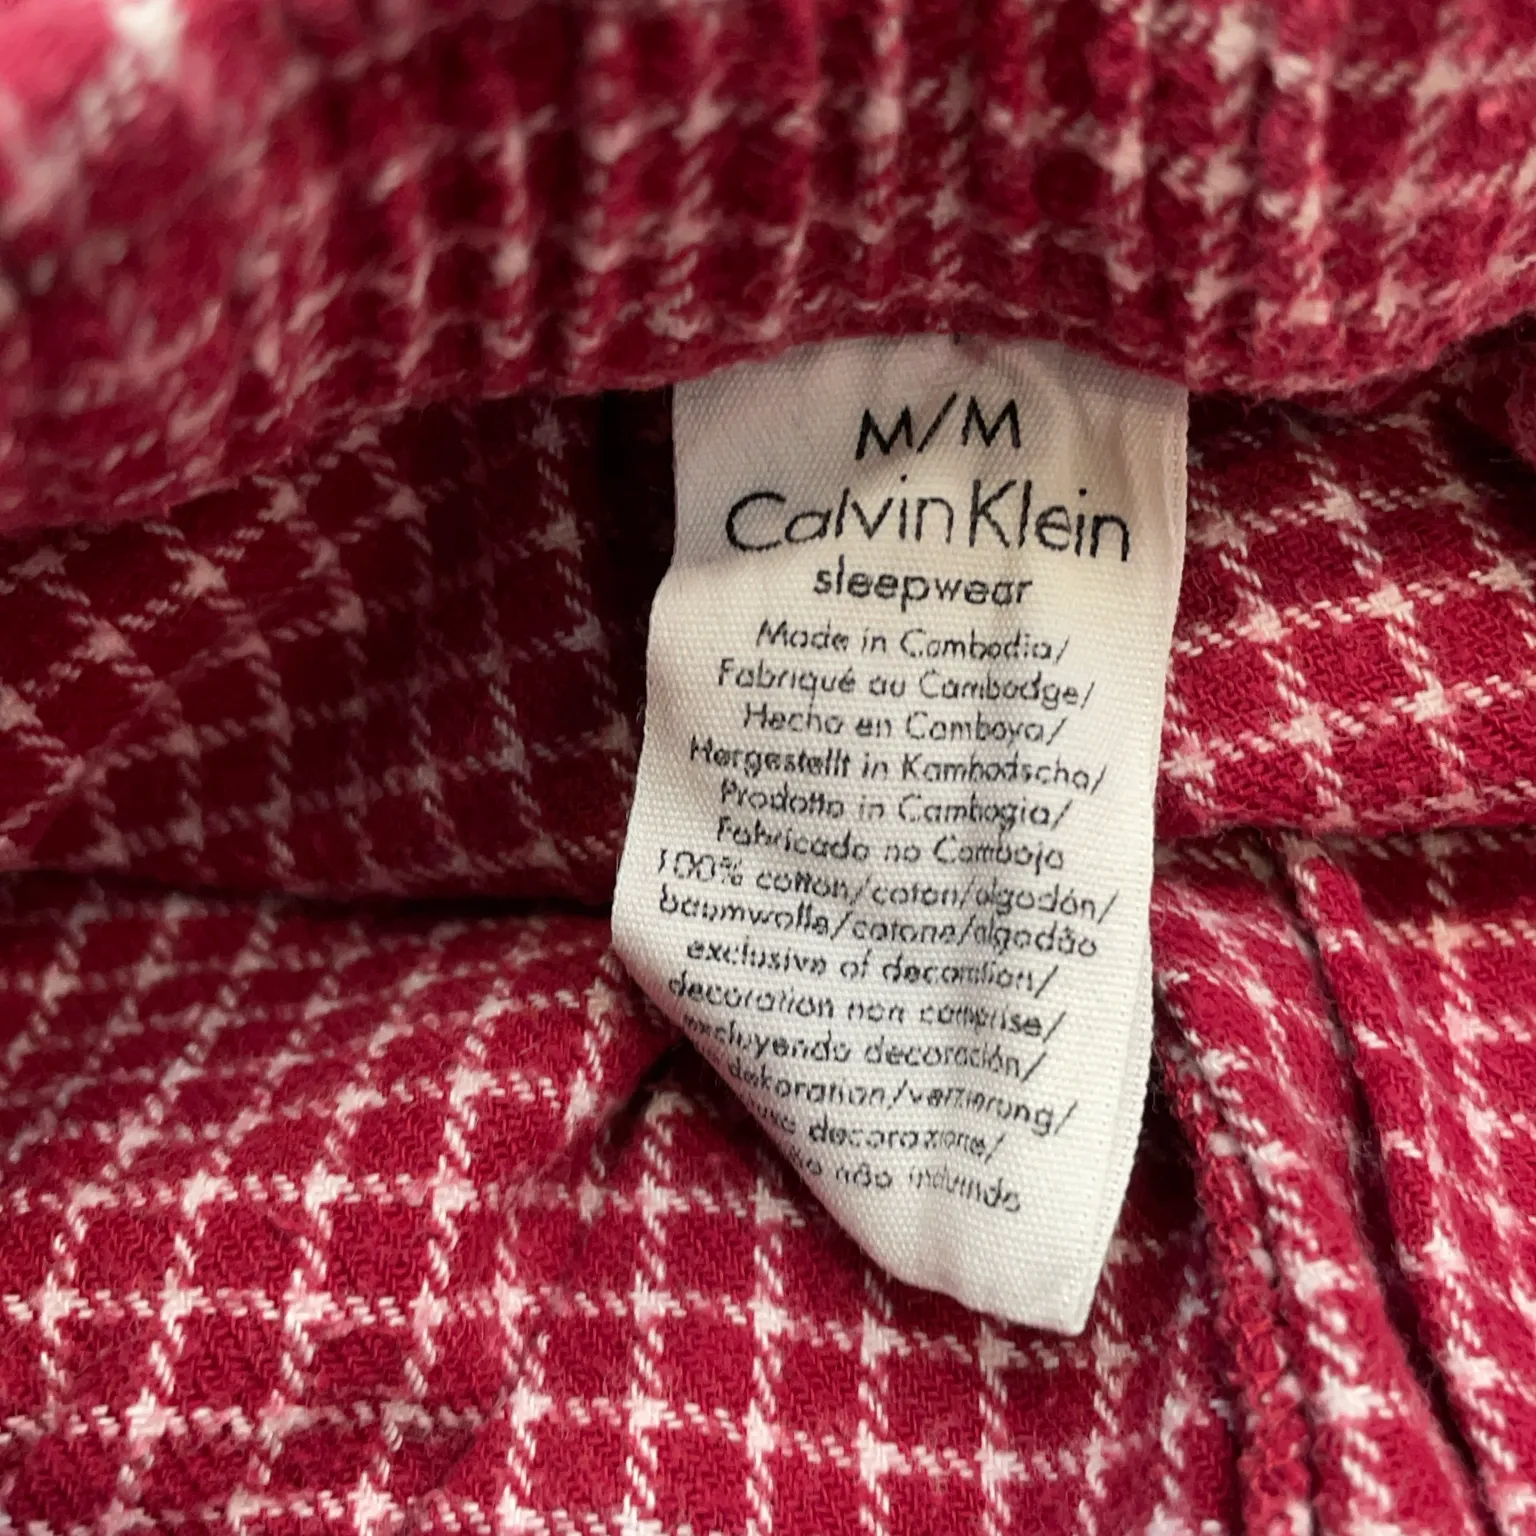 M/M
Calvin Klein
sleepwear
Made in Cambodia/
Fabriqué au Cambodge/
Hecho en Camboya/
Hergestellt in Kambodscha/
Prodotto in Cambogia/
Fabricado no Camboja
100% cotton/coton/algodón/
baumwolle/cotone/algodão
exclusive of decoration/
decoration non comprise/
excluyendo decoración/
dekoration/verzierung/
decorazione/
não incluindo